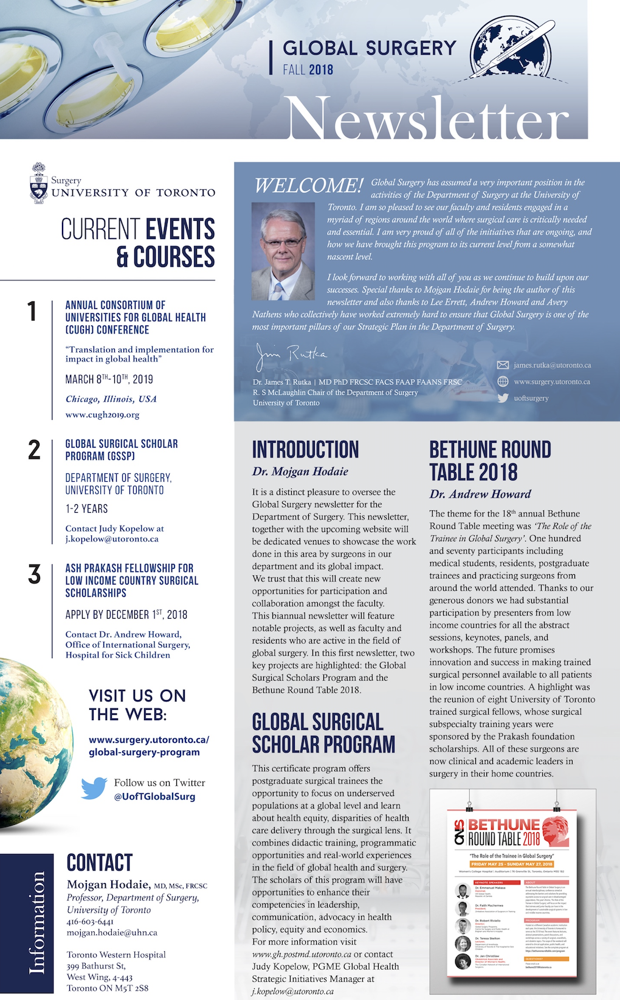 GLOBAL SURGERY
FALL 2018
Newsletter
Surgery
UNIVERSITY OF TORONTO
CURRENT EVENTS
& COURSES
1
ANNUAL CONSORTIUM OF
UNIVERSITIES FOR GLOBAL HEALTH
(CUGH) CONFERENCE
“Translation and implementation for
impact in global health”
MARCH 8TH-10TH, 2019
Chicago, Illinois, USA
www.cugh2019.org
2
GLOBAL SURGICAL SCHOLAR
PROGRAM (GSSP)
DEPARTMENT OF SURGERY,
UNIVERSITY OF TORONTO
1-2 YEARS
Contact Judy Kopelow at
j.kopelow@utoronto.ca
3
ASH PRAKASH FELLOWSHIP FOR
LOW INCOME COUNTRY SURGICAL
SCHOLARSHIPS
APPLY BY DECEMBER 1ST, 2018
Contact Dr. Andrew Howard,
Office of International Surgery,
Hospital for Sick Children
VISIT US ON
THE WEB:
www.surgery.utoronto.ca/
global-surgery-program
Follow us on Twitter
@UofTGlobalSurg
Information
CONTACT
Mojgan Hodaie, MD, MSc, FRCSC
Professor, Department of Surgery,
University of Toronto
416-603-6441
mojgan.hodaie@uhn.ca
Toronto Western Hospital
399 Bathurst St,
West Wing, 4-443
Toronto ON M5T 2S8
WELCOME! Global Surgery has assumed a very important position in the
activities of the Department of Surgery at the University of
Toronto. I am so pleased to see our faculty and residents engaged in a
myriad of regions around the world where surgical care is critically needed
and essential. I am very proud of all of the initiatives that are ongoing, and
how we have brought this program to its current level from a somewhat
nascent level.
I look forward to working with all of you as we continue to build upon our
successes. Special thanks to Mojgan Hodaie for being the author of this
newsletter and also thanks to Lee Errett, Andrew Howard and Avery
Nathens who collectively have worked extremely hard to ensure that Global Surgery is one of the
most important pillars of our Strategic Plan in the Department of Surgery.
Jim Rutka
Dr. James T. Rutka | MD PhD FRCSC FACS FAAP FAANS FRSC
R. S McLaughlin Chair of the Department of Surgery
University of Toronto
james.rutka@utoronto.ca
www.surgery.utoronto.ca
uoftsurgery
INTRODUCTION
Dr. Mojgan Hodaie
It is a distinct pleasure to oversee the
Global Surgery newsletter for the
Department of Surgery. This newsletter,
together with the upcoming website will
be dedicated venues to showcase the work
done in this area by surgeons in our
department and its global impact.
We trust that this will create new
opportunities for participation and
collaboration amongst the faculty.
This biannual newsletter will feature
notable projects, as well as faculty and
residents who are active in the field of
global surgery. In this first newsletter, two
key projects are highlighted: the Global
Surgical Scholars Program and the
Bethune Round Table 2018.
GLOBAL SURGICAL
SCHOLAR PROGRAM
This certificate program offers
postgraduate surgical trainees the
opportunity to focus on underserved
populations at a global level and learn
about health equity, disparities of health
care delivery through the surgical lens. It
combines didactic training, programmatic
opportunities and real-world experiences
in the field of global health and surgery.
The scholars of this program will have
opportunities to enhance their
competencies in leadership,
communication, advocacy in health
policy, equity and economics.
For more information visit
www.gh.postmd.utoronto.ca or contact
Judy Kopelow, PGME Global Health
Strategic Initiatives Manager at
j.kopelow@utoronto.ca
BETHUNE ROUND
TABLE 2018
Dr. Andrew Howard
The theme for the 18th annual Bethune
Round Table meeting was ‘The Role of the
Trainee in Global Surgery’. One hundred
and seventy participants including
medical students, residents, postgraduate
trainees and practicing surgeons from
around the world attended. Thanks to our
generous donors we had substantial
participation by presenters from low
income countries for all the abstract
sessions, keynotes, panels, and
workshops. The future promises
innovation and success in making trained
surgical personnel available to all patients
in low income countries. A highlight was
the reunion of eight University of Toronto
trained surgical fellows, whose surgical
subspecialty training years were
sponsored by the Prakash foundation
scholarships. All of these surgeons are
now clinical and academic leaders in
surgery in their home countries.
BETHUNE
ROUND TABLE 2018
"The Role of the Trainee in Global Surgery"
FRIDAY MAY 25 - SUNDAY MAY 27, 2018
Women's College Hospital | Auditorium | 76 Grenville St, Toronto, Ontario M5S 1B2
KEYNOTE SPEAKERS
Dr. Emmanuel Makasa
Dr. Faith Muchemwa
Dr. Robert Riviello
Dr. Teresa Skelton
Dr. Jan Christilaw
ABOUT
PROGRAM
QUESTIONS?